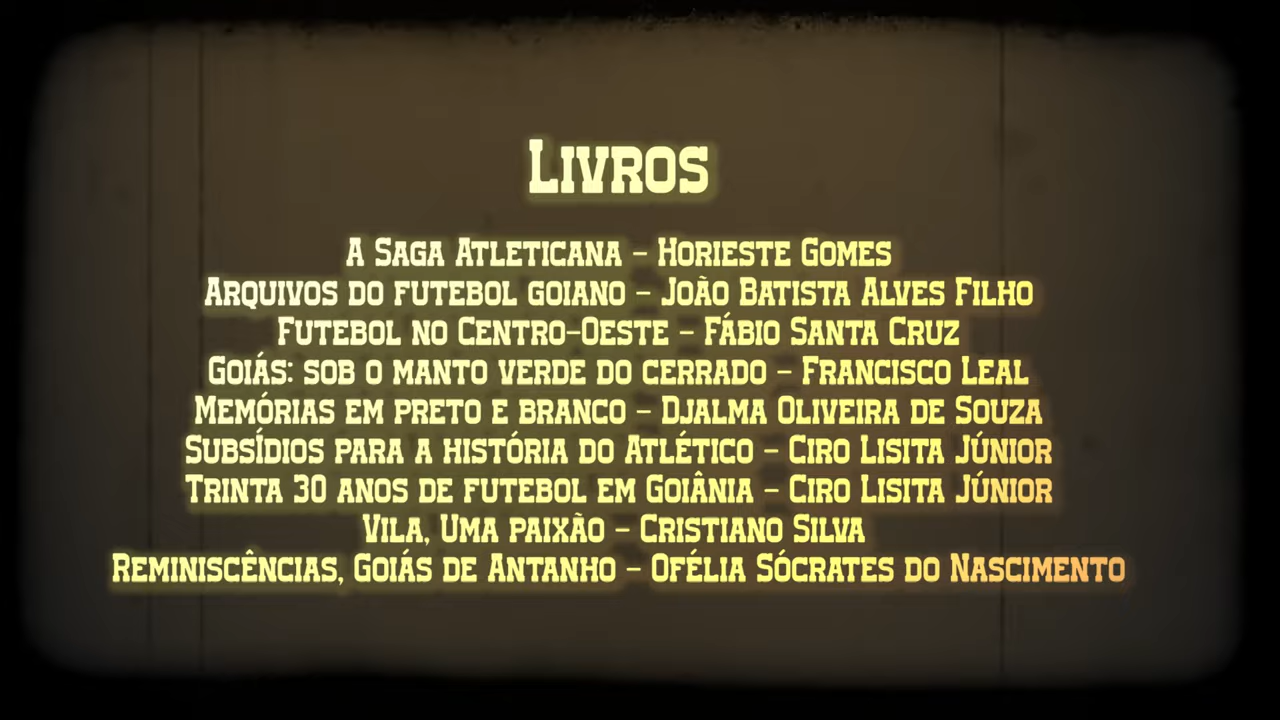 Livros
A Saga Atleticana – Horieste Gomes
Arquivos do futebol goiano – João Batista Alves Filho
Futebol no Centro-Oeste – Fábio Santa Cruz
Goiás: sob o manto verde do cerrado – Francisco Leal
Memórias em preto e branco – Djalma Oliveira de Souza
Subsídios para a história do Atlético – Ciro Lisita Júnior
Trinta 30 anos de futebol em Goiânia – Ciro Lisita Júnior
Vila, Uma paixão – Cristiano Silva
Reminiscências, Goiás de Antanho – Ofélia Sócrates do Nascimento